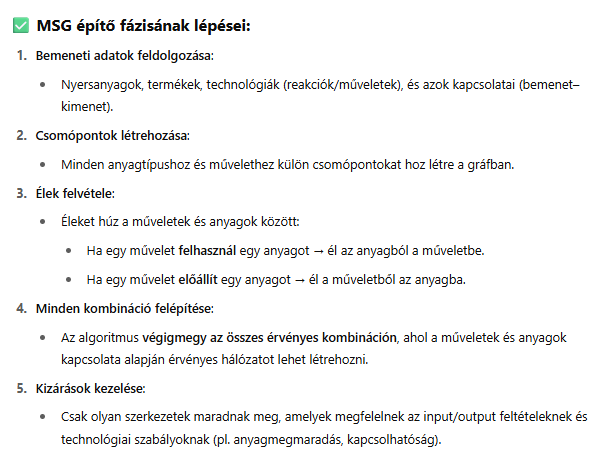 ✅ MSG építő fázisának lépései:
1. Bemeneti adatok feldolgozása:
• Nyersanyagok, termékek, technológiák (reakciók/műveletek), és azok kapcsolatai (bemenet–
kimenet).
2. Csomópontok létrehozása:
• Minden anyagtípushoz és művelethez külön csomópontokat hoz létre a gráfban.
3. Élek felvétele:
• Éleket húz a műveletek és anyagok között:
• Ha egy művelet felhasznál egy anyagot → él az anyagból a műveletbe.
• Ha egy művelet előállít egy anyagot → él a műveletből az anyagba.
4. Minden kombináció felépítése:
• Az algoritmus végigmegy az összes érvényes kombináción, ahol a műveletek és anyagok
kapcsolata alapján érvényes hálózatot lehet létrehozni.
5. Kizárások kezelése:
• Csak olyan szerkezetek maradnak meg, amelyek megfelelnek az input/output feltételeknek és
technológiai szabályoknak (pl. anyagmegmaradás, kapcsolhatóság).